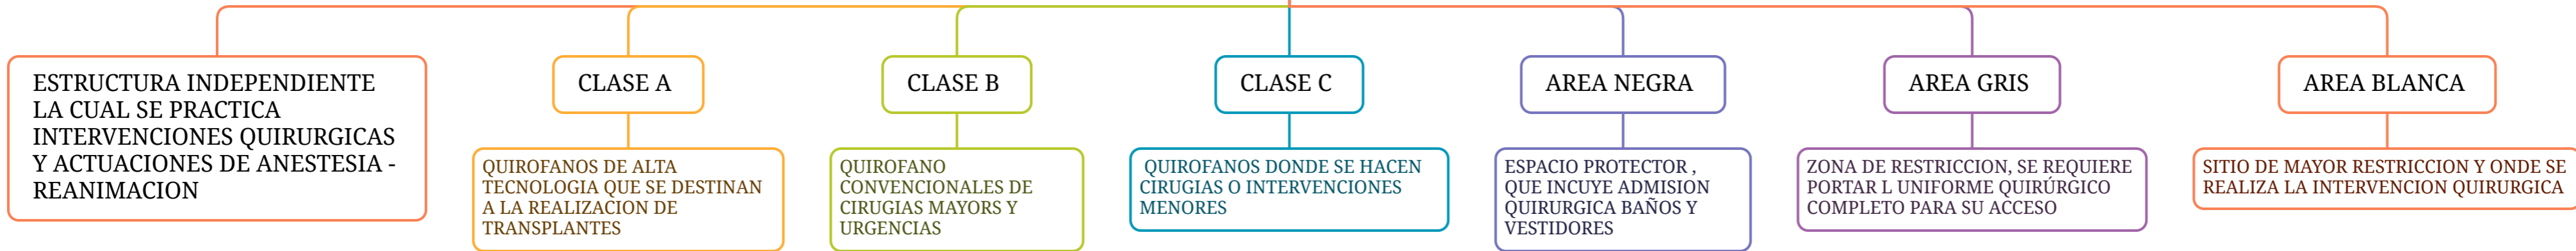 ESTRUCTURA INDEPENDIENTE
LA CUAL SE PRACTICA
INTERVENCIONES QUIRURGICAS
Y ACTUACIONES DE ANESTESIA -
REANIMACION
CLASE A
QUIROFANOS DE ALTA
TECNOLOGIA QUE SE DESTINAN
A LA REALIZACION DE
TRANSPLANTES
CLASE B
QUIROFANO
CONVENCIONALES DE
CIRUGIAS MAYORS Y
URGENCIAS
CLASE C
QUIROFANOS DONDE SE HACEN
CIRUGIAS O INTERVENCIONES
MENORES
AREA NEGRA
ESPACIO PROTECTOR ,
QUE INCUYE ADMISION
QUIRURGICA BAÑOS Y
VESTIDORES
AREA GRIS
ZONA DE RESTRICCION, SE REQUIERE
PORTAR L UNIFORME QUIRÚRGICO
COMPLETO PARA SU ACCESO
AREA BLANCA
SITIO DE MAYOR RESTRICCION Y ONDE SE
REALIZA LA INTERVENCION QUIRURGICA